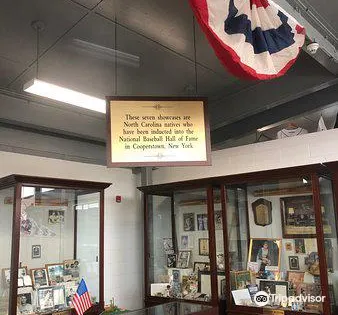 These seven showcases are
North Carolina natives who
have been inducted into the
National Baseball Hall of Fame
in Cooperstown, New York
Tripadvisor